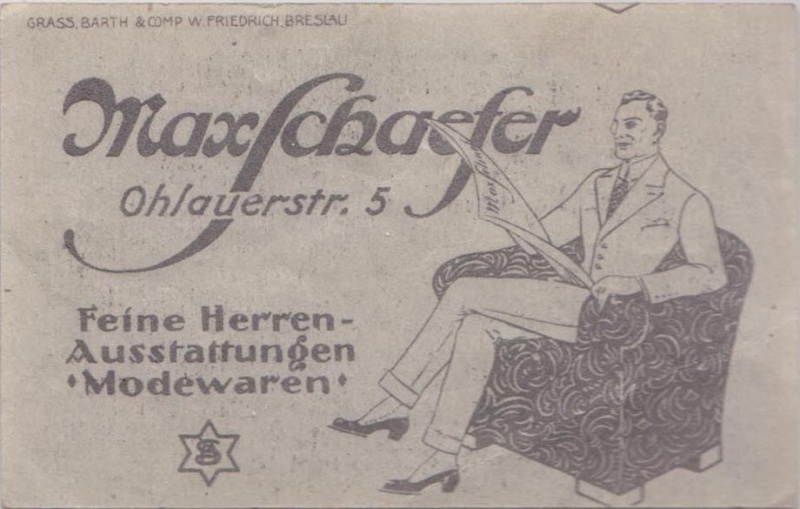 GRASS, BARTH & COMP W. FRIEDRICH, BRESLAU
Max Schaefer
Ohlauerstr. 5
Feine Herren-
Ausstattungen
Modewaren